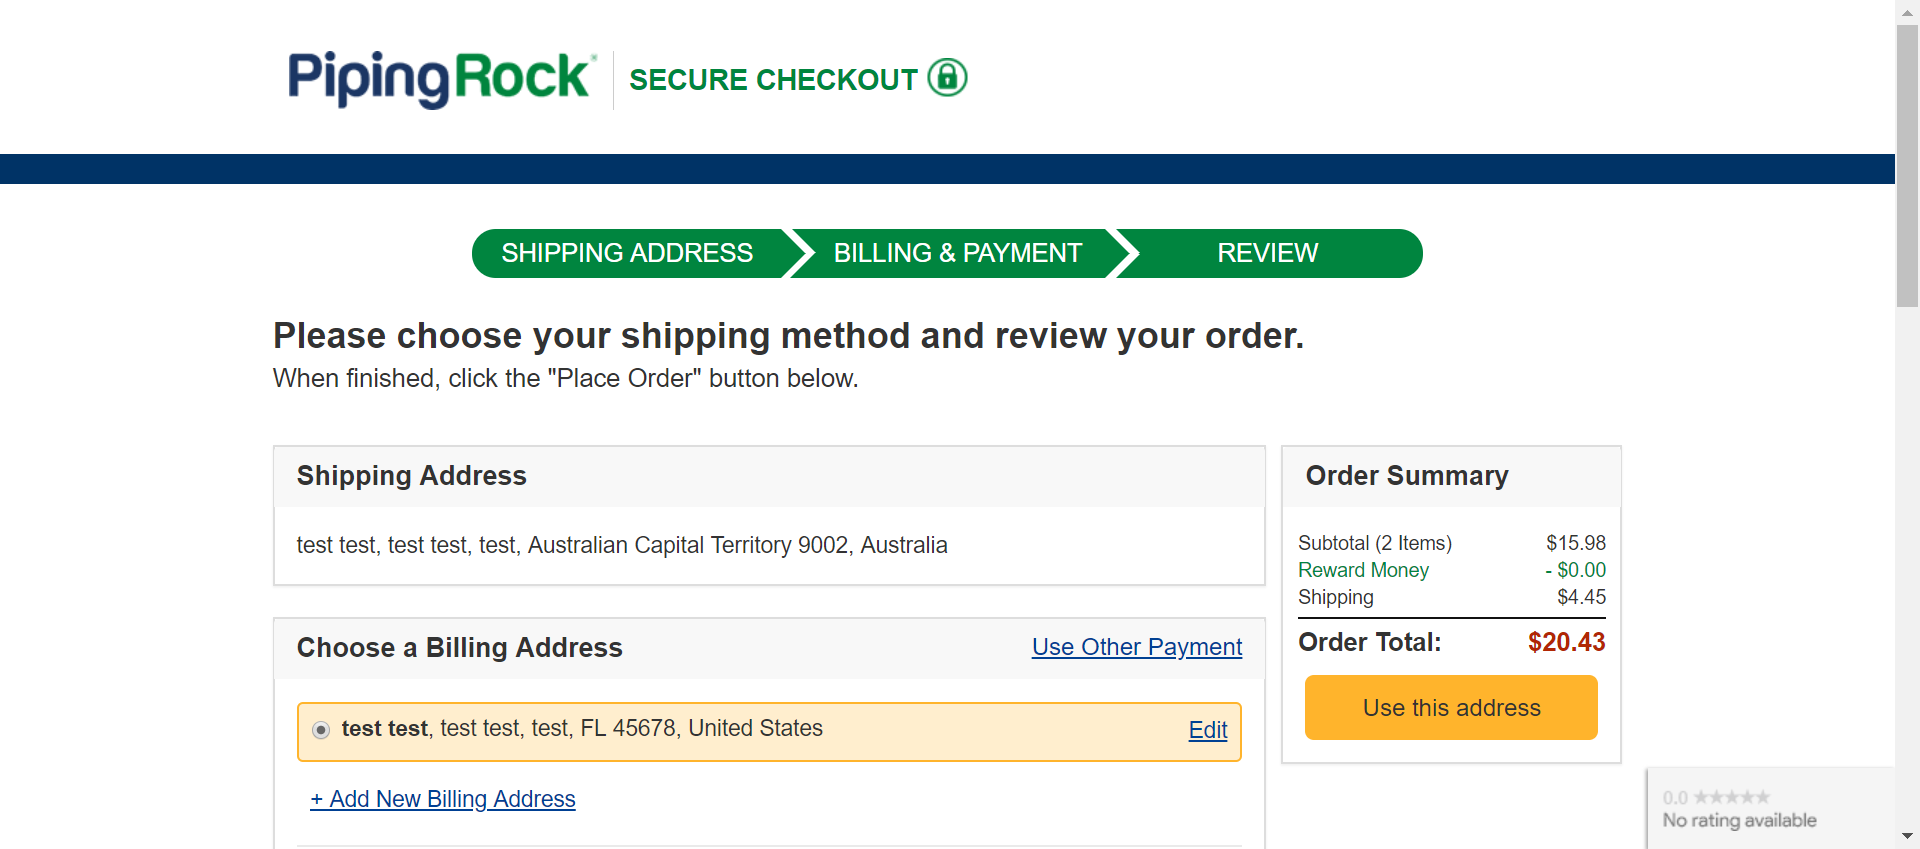 PipingRock®
SECURE CHECKOUT
SHIPPING ADDRESS
BILLING & PAYMENT
REVIEW
Please choose your shipping method and review your order.
When finished, click the "Place Order" button below.
Shipping Address
test test, test test, test, Australian Capital Territory 9002, Australia
Choose a Billing Address
Use Other Payment
test test, test test, test, FL 45678, United States
Edit
+ Add New Billing Address
Order Summary
Subtotal (2 Items) $15.98
Reward Money - $0.00
Shipping $4.45
Order Total: $20.43
Use this address
0.0 ★★★★★
No rating available